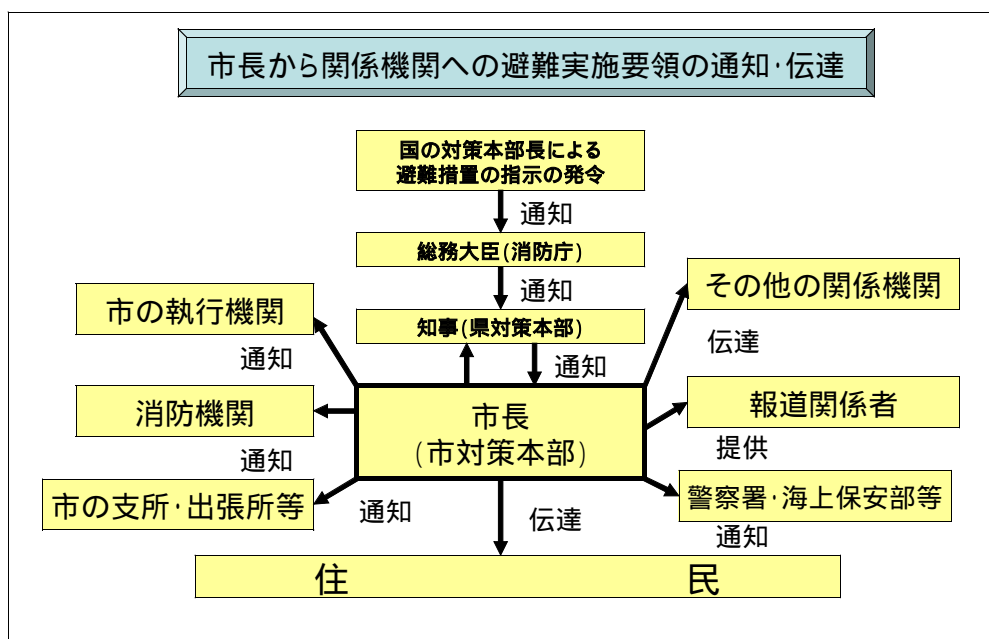 市長から関係機関への避難実施要領の通知・伝達
国の対策本部長による
避難措置の指示の発令
通知
総務大臣(消防庁)
通知
知事(県対策本部)
通知
市の執行機関
通知
消防機関
通知
市の支所・出張所等
通知
市長
(市対策本部)
伝達
その他の関係機関
伝達
報道関係者
提供
警察署・海上保安部等
通知
住 民